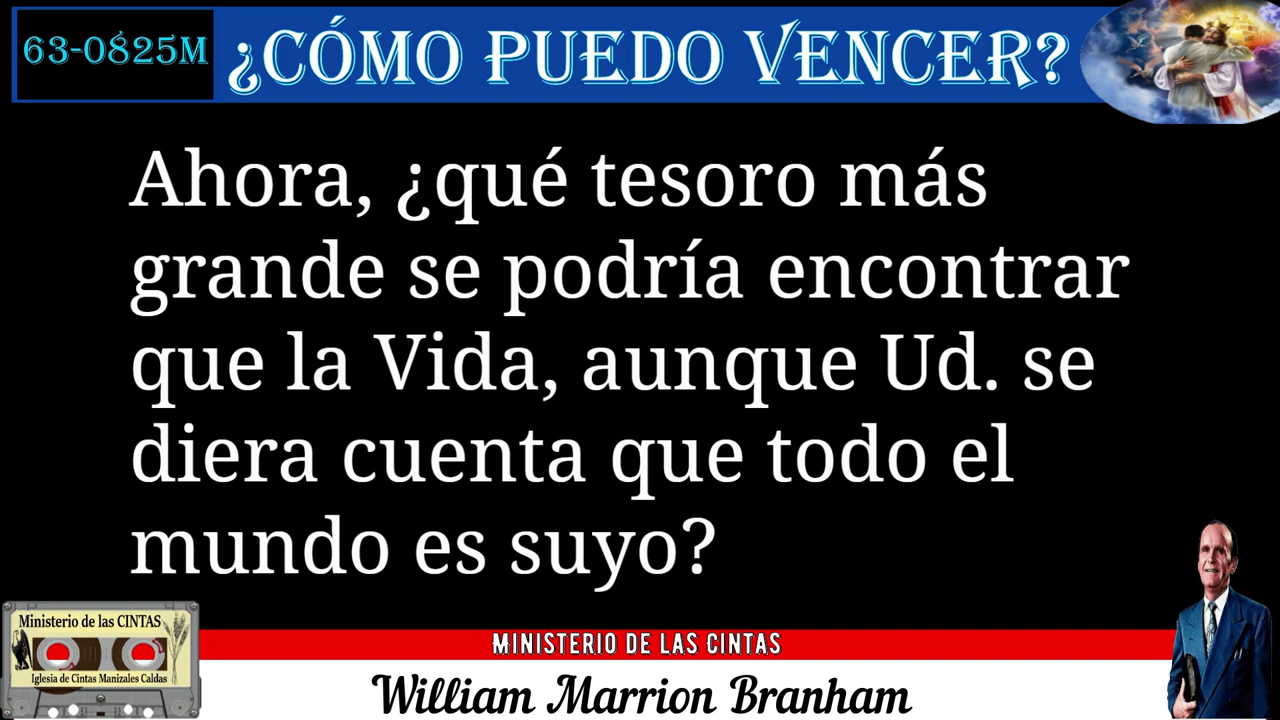 63-0825M
¿CÓMO PUEDO VENCER?
Ahora, ¿qué tesoro más
grande se podría encontrar
que la Vida, aunque Ud. se
diera cuenta que todo el
mundo es suyo?
Ministerio de las CINTAS
Iglesia de Cintas Manizales Caldas
MINISTERIO DE LAS CINTAS
William Marrion Branham